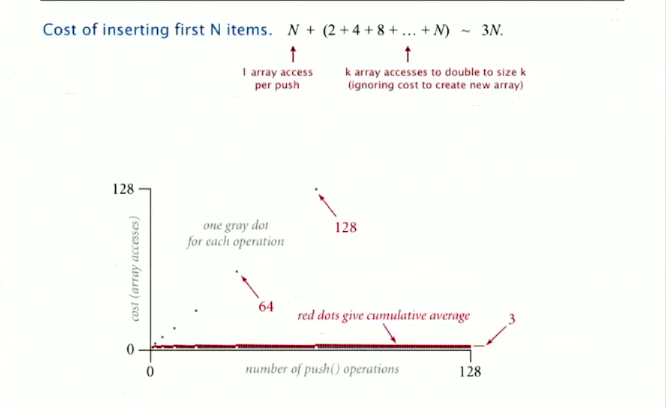 Cost of inserting first N items. N + (2 + 4 + 8 + … + N) ~ 3N.
1 array access
per push
k array accesses to double to size k
(ignoring cost to create new array)
128
cost (array accesses)
0
one gray dot
for each operation
128
64
red dots give cumulative average
3
0
number of push() operations
128